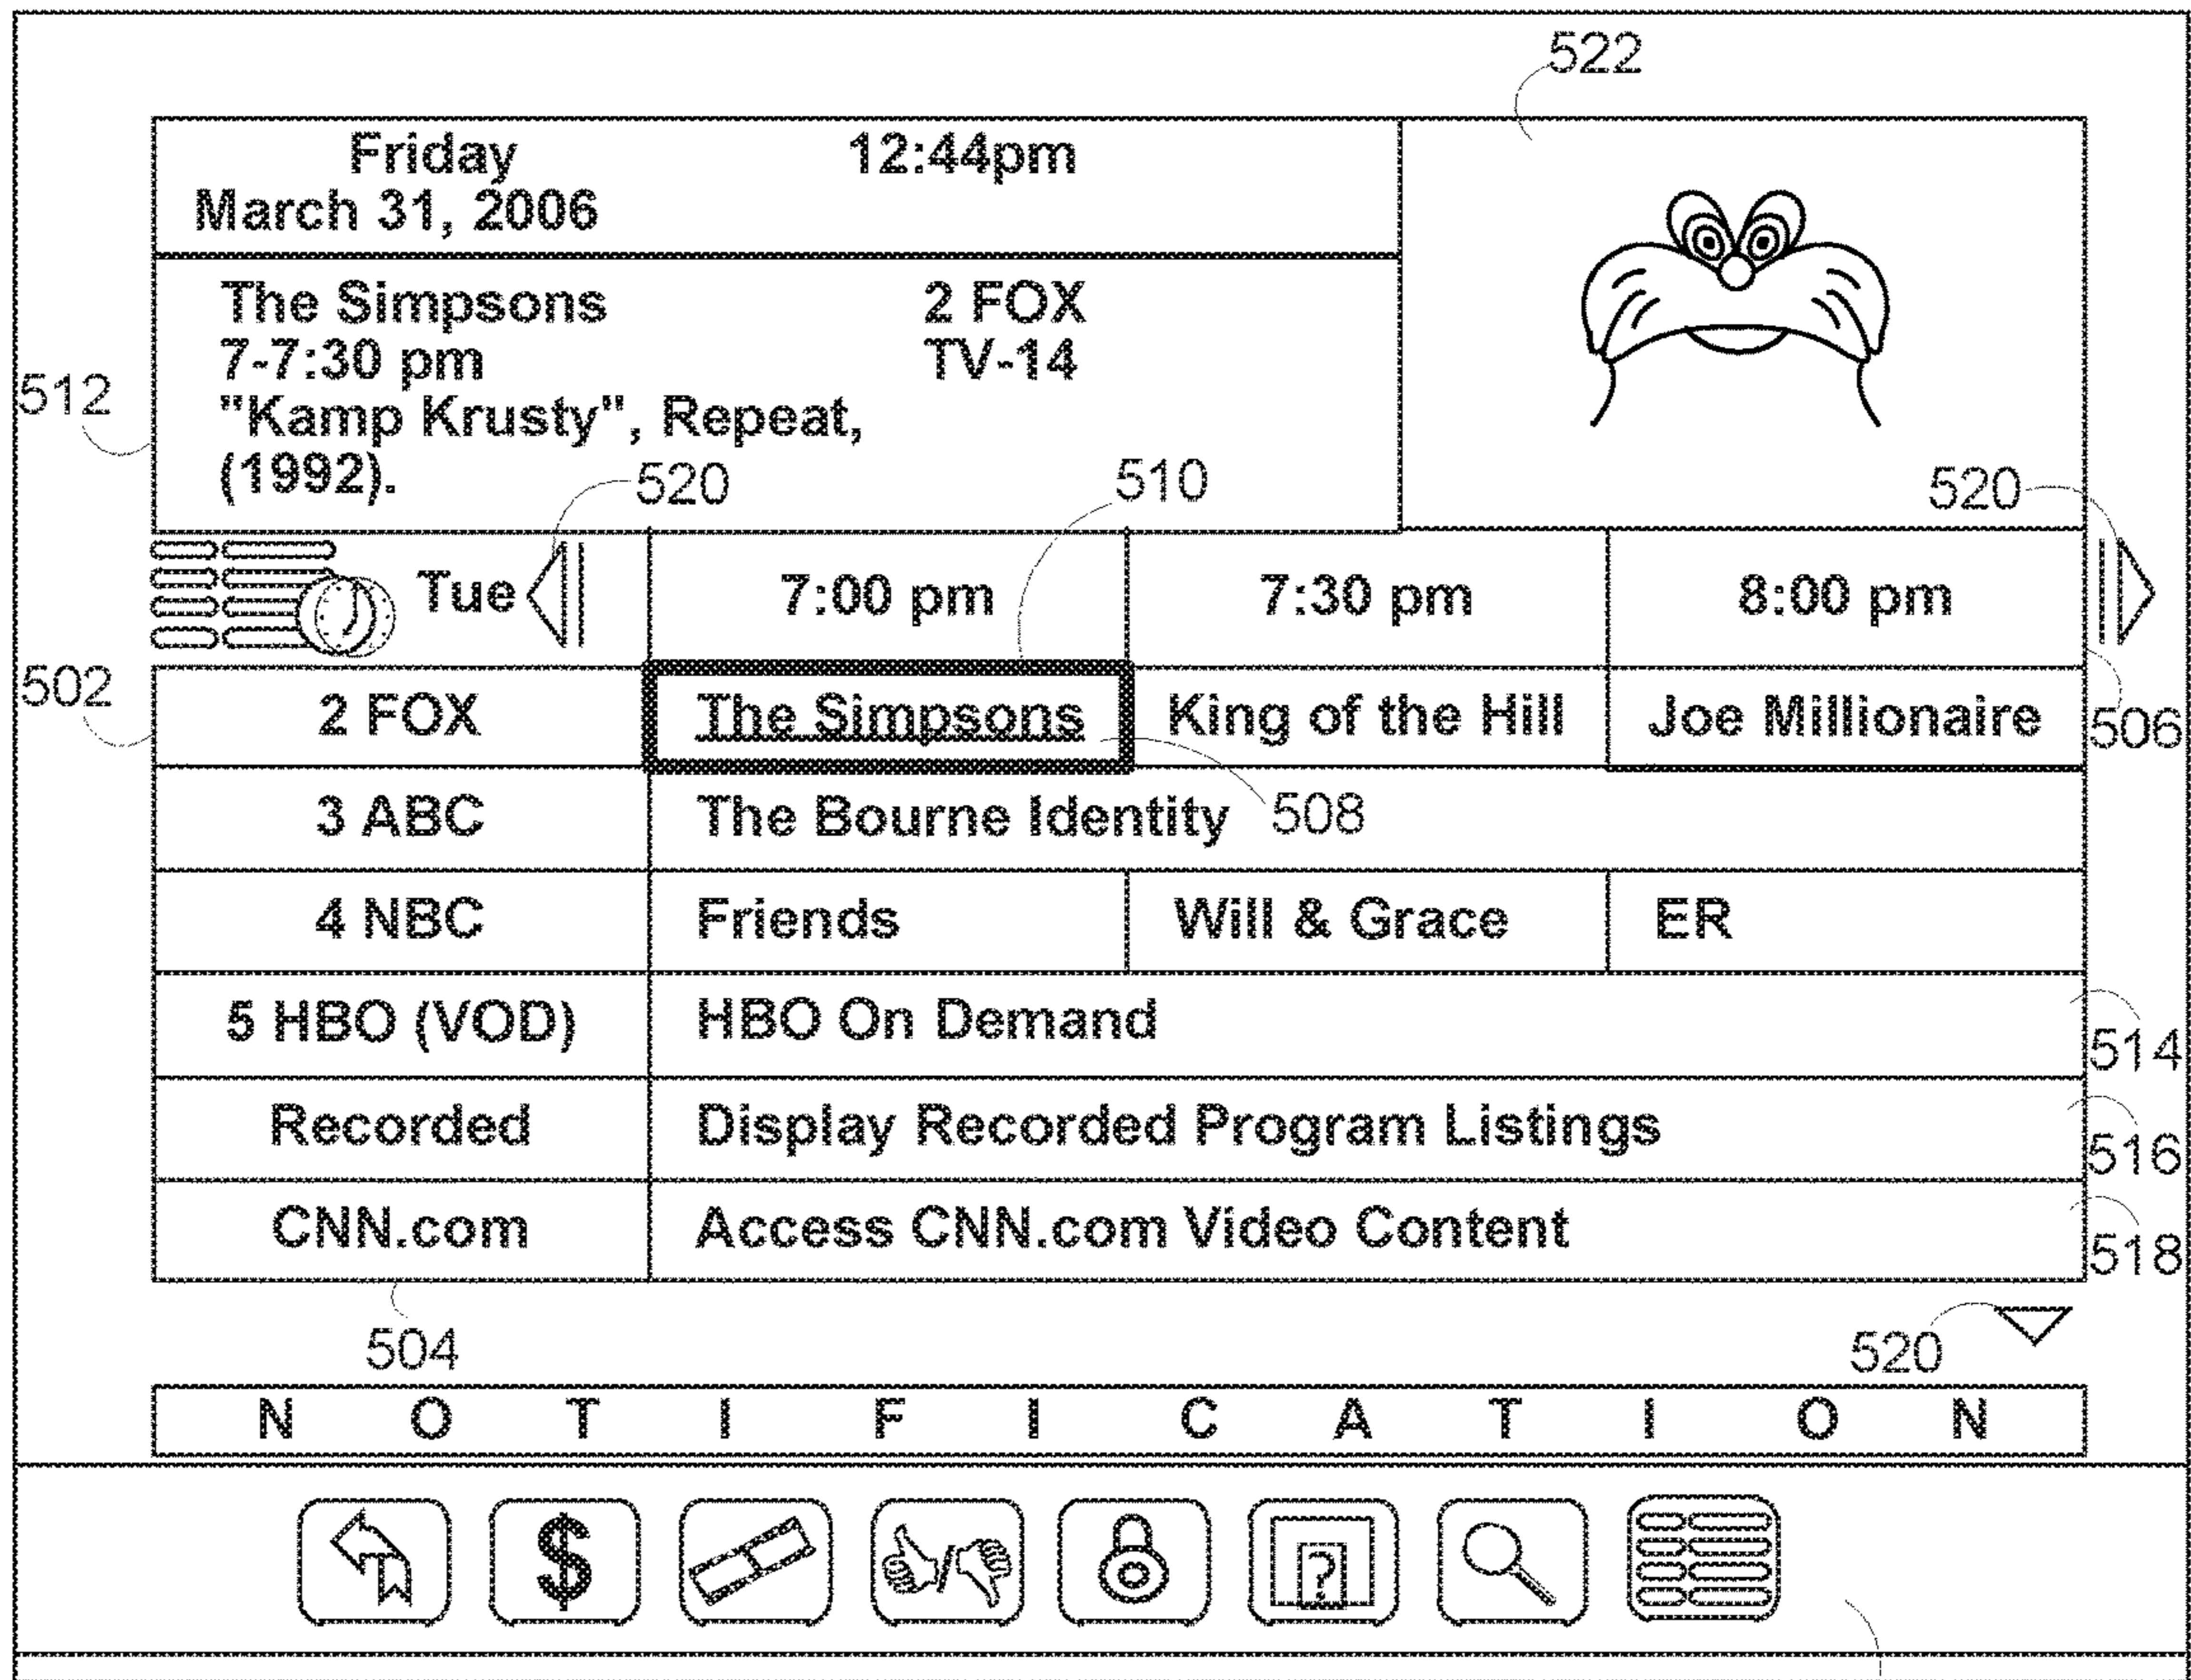 522
Friday 12:44pm
March 31, 2006
The Simpsons 2 FOX
7-7:30 pm TV-14
512
"Kamp Krusty", Repeat,
(1992).
520 510 520
Tue 7:00 pm 7:30 pm 8:00 pm
502
2 FOX The Simpsons King of the Hill Joe Millionaire
506
3 ABC The Bourne Identity 508
4 NBC Friends Will & Grace ER
5 HBO (VOD) HBO On Demand
514
Recorded Display Recorded Program Listings
516
CNN.com Access CNN.com Video Content
518
504 520
N O T I F I C A T I O N
$ / ?